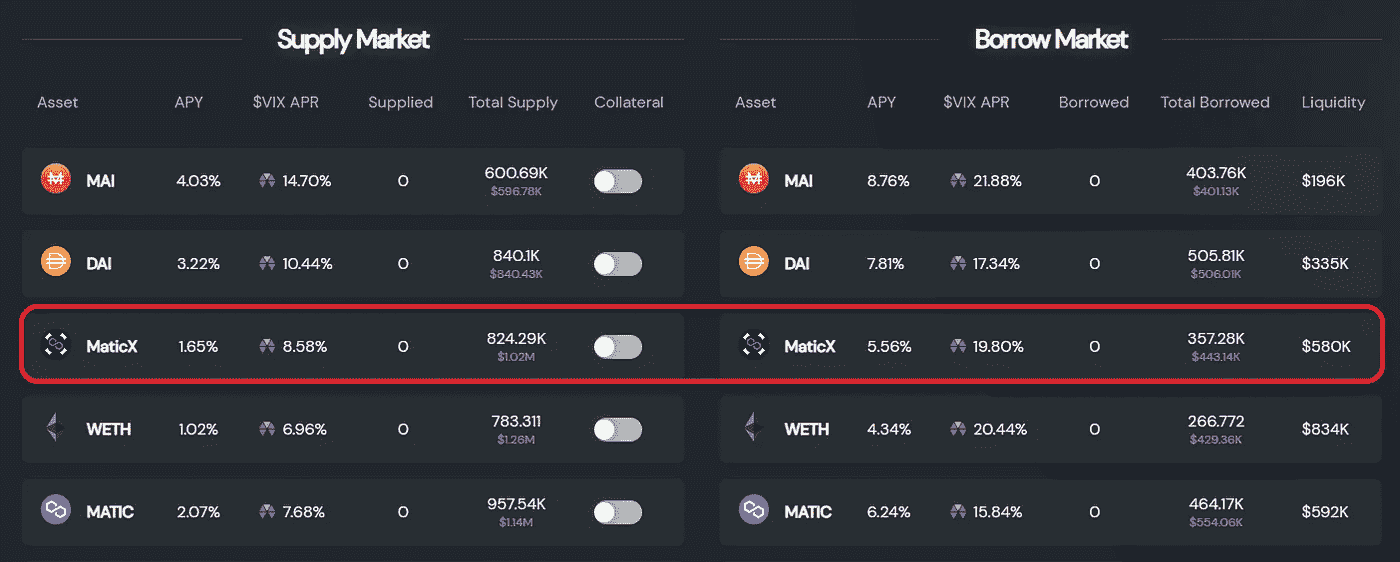 Supply Market
Borrow Market
Asset APY $VIX APR Supplied Total Supply Collateral
Asset APY $VIX APR Borrowed Total Borrowed Liquidity
MAI 4.03% 14.70% 0 600.69K
$596.78K
MAI 8.76% 21.88% 0 403.76K $196K
$401.13K
DAI 3.22% 10.44% 0 840.1K
$840.43K
DAI 7.81% 17.34% 0 505.81K $335K
$506.01K
MaticX 1.65% 8.58% 0 824.29K
$1.02M
MaticX 5.56% 19.80% 0 357.28K $580K
$443.14K
WETH 1.02% 6.96% 0 783.311
$1.26M
WETH 4.34% 20.44% 0 266.772 $834K
$429.36K
MATIC 2.07% 7.68% 0 957.54K
$1.14M
MATIC 6.24% 15.84% 0 464.17K $592K
$554.06K